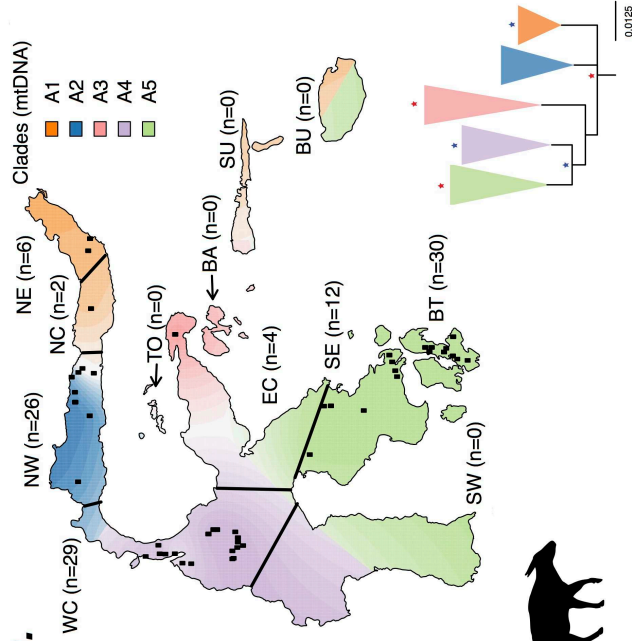 Clades (mtDNA)
A1
A2
A3
A4
A5
NE (n=6)
NC (n=2)
NW (n=26)
WC (n=29)
TO (n=0)
BA (n=0)
SU (n=0)
BU (n=0)
EC (n=4)
SE (n=12)
BT (n=30)
SW (n=0)
0.0125